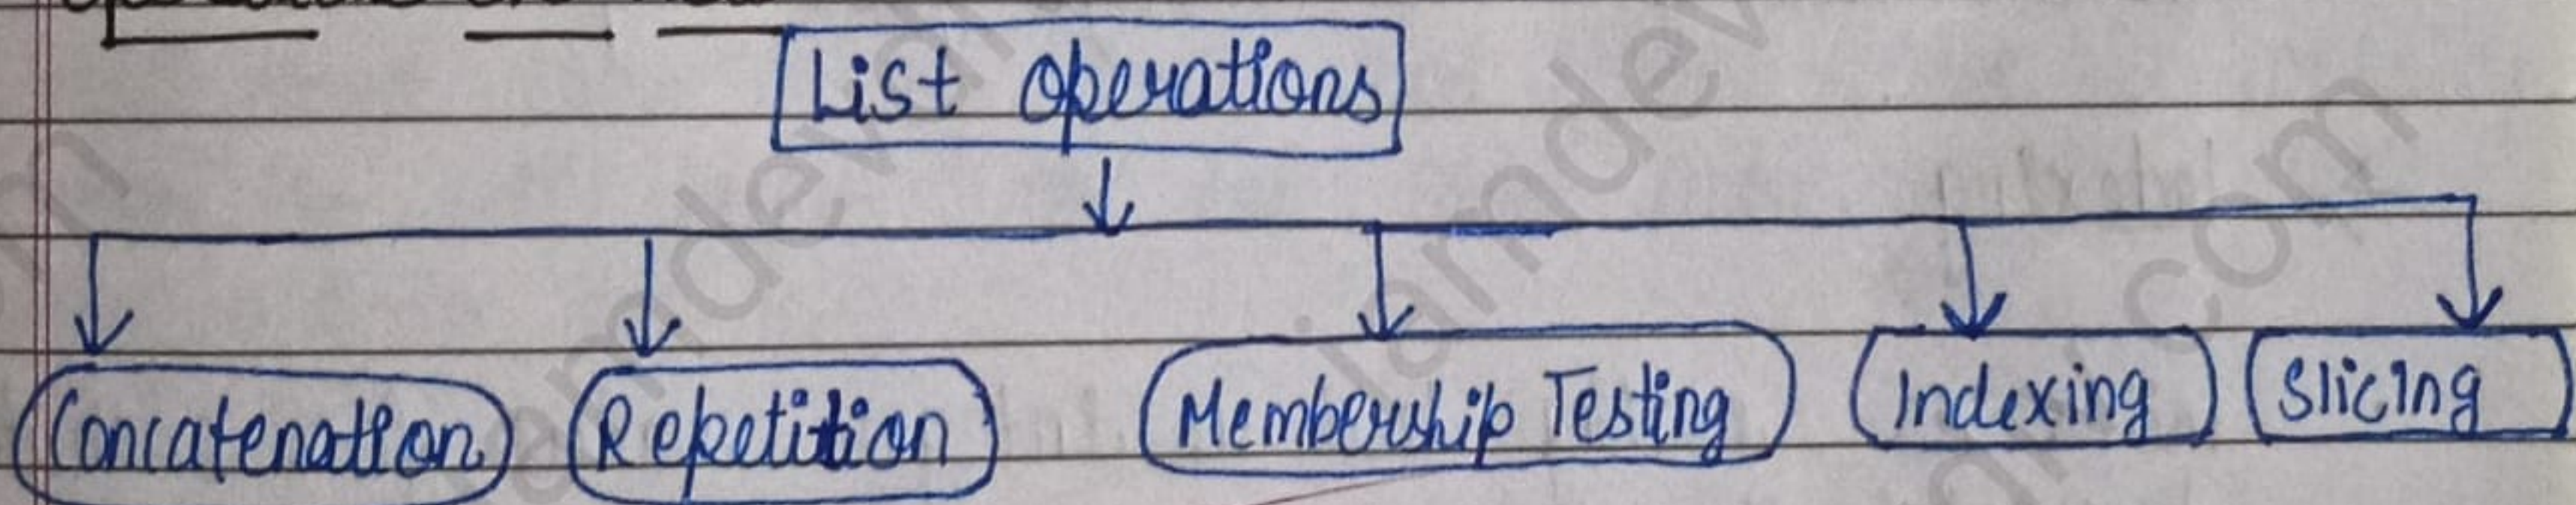 List operations
Concatenation Repetition Membership Testing Indexing Slicing